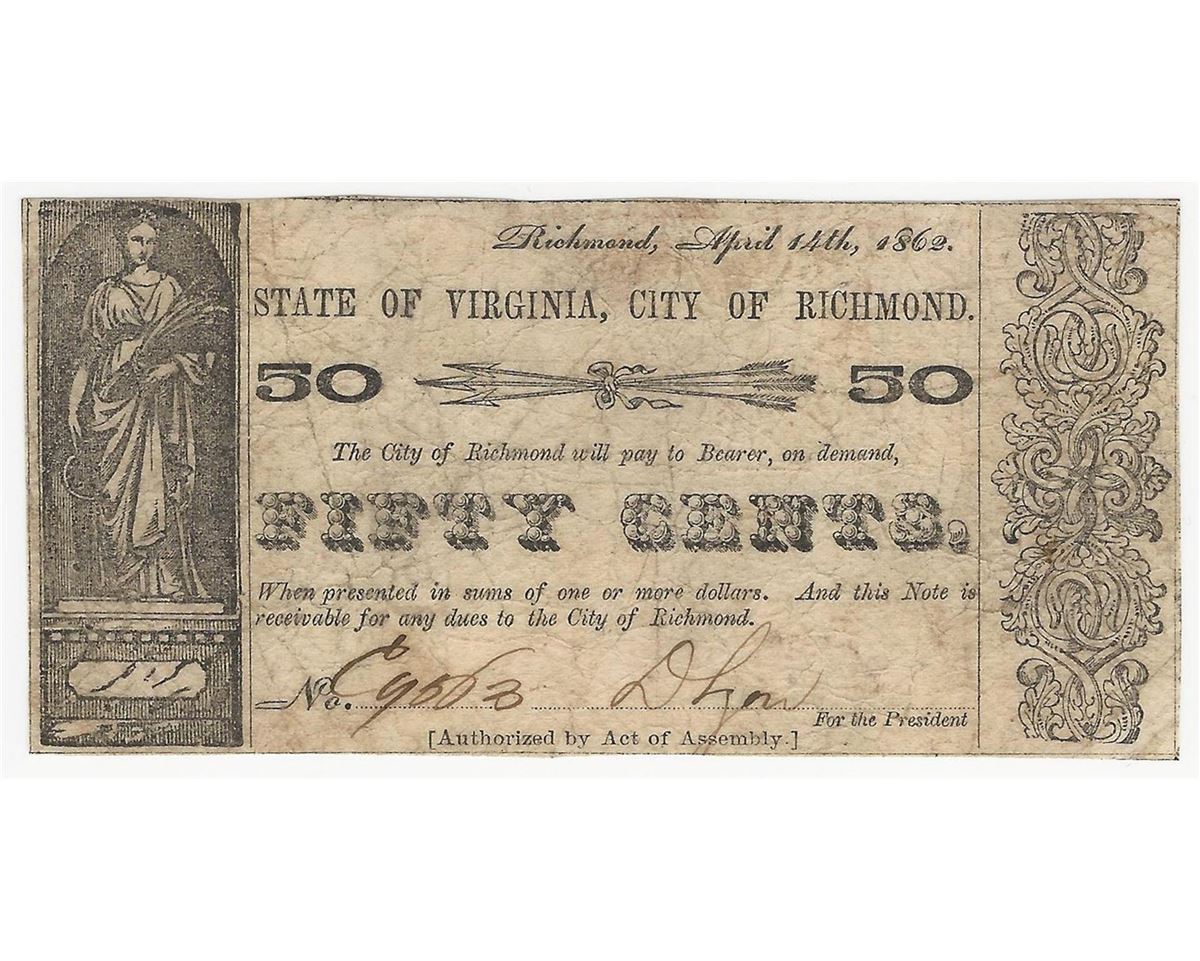 Richmond, April 14th, 1862.
STATE OF VIRGINIA, CITY OF RICHMOND.
50 50
The City of Richmond will pay to Bearer, on demand,
FIFTY CENTS,
When presented in sums of one or more dollars. And this Note is
receivable for any dues to the City of Richmond.
No.
For the President
[Authorized by Act of Assembly.]